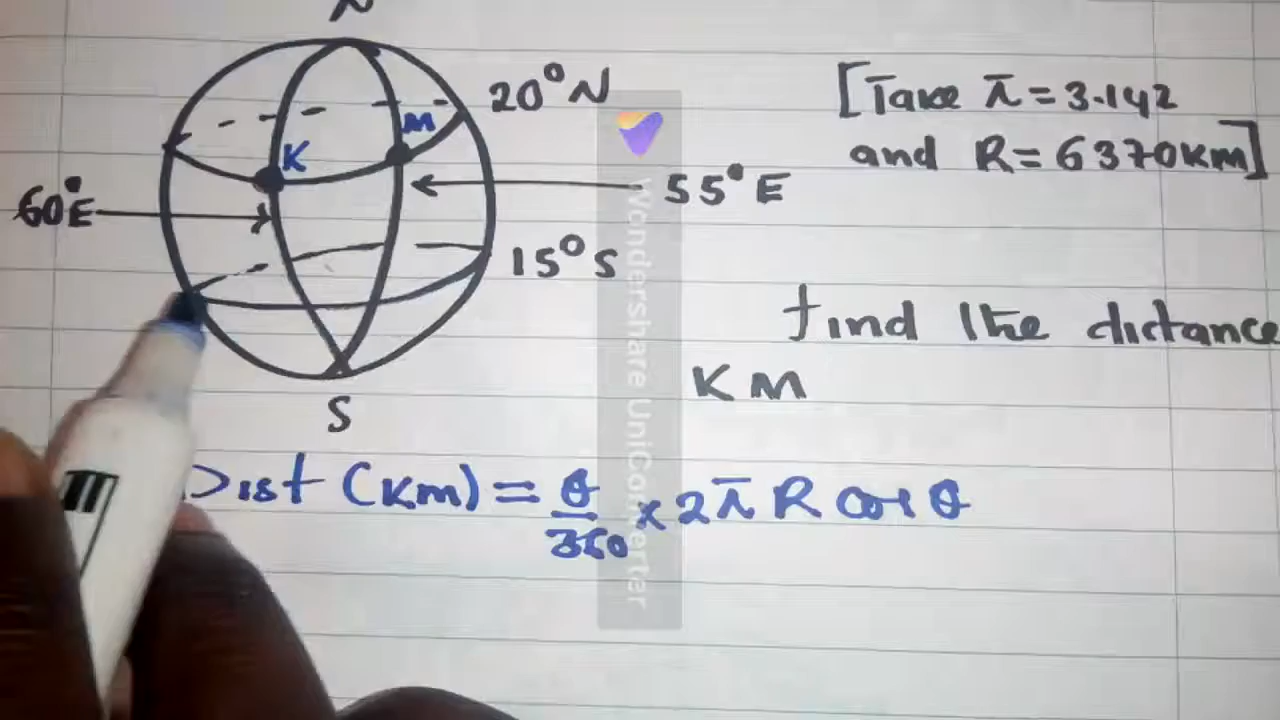 N
20°N
[Take π=3.142
and R=6370KM]
M
K
60°E
55°E
15°S
find the distance
KM
S
Dist (KM) = θ/360 × 2πR cos θ
Wondershare UniConverter